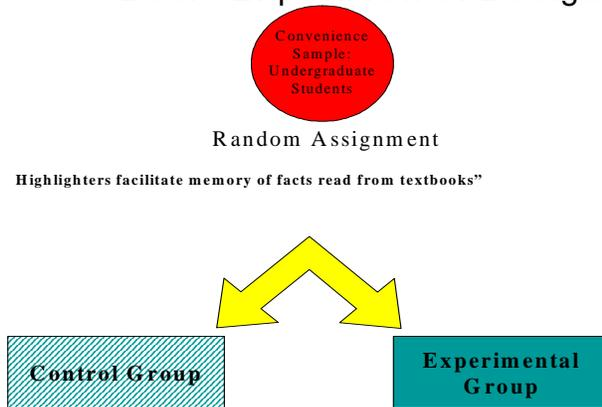 Convenience
Sample:
Undergraduate
Students
Random Assignment
Highlighters facilitate memory of facts read from textbooks”
Control Group
Experimental
Group